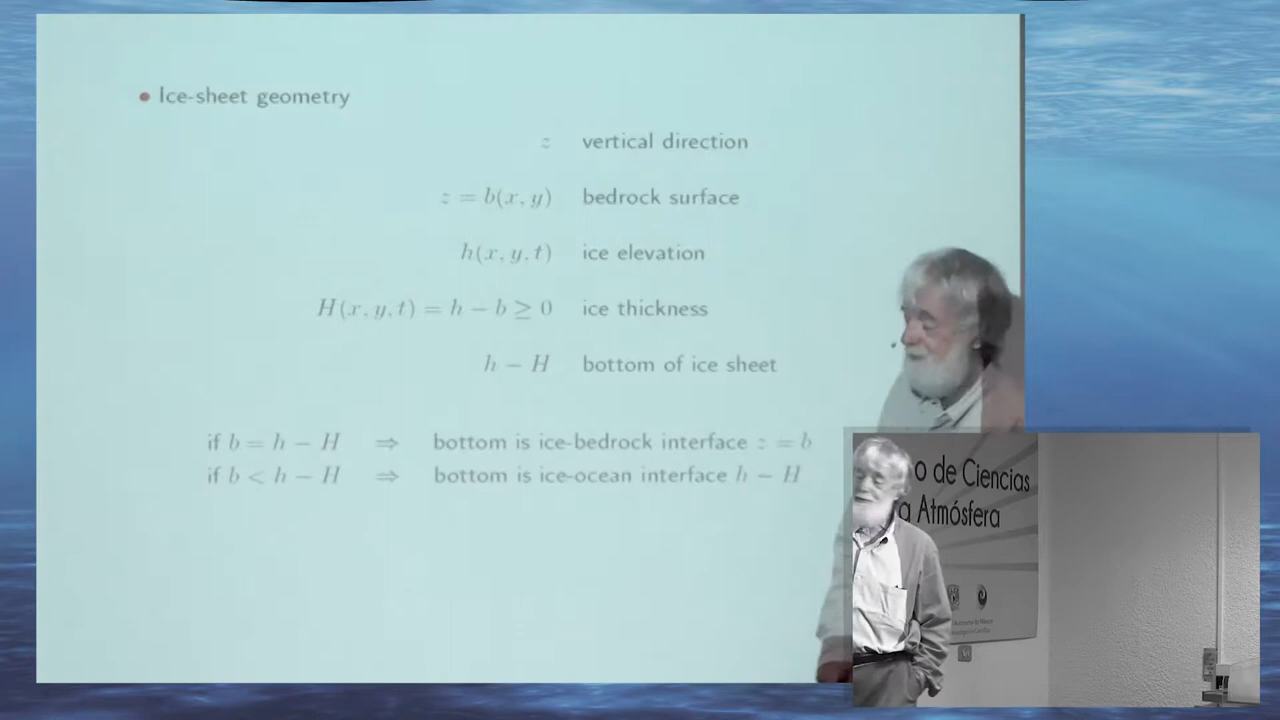 • Ice-sheet geometry
z vertical direction
z = b(x, y) bedrock surface
h(x, y, t) ice elevation
H(x, y, t) = h − b ≥ 0 ice thickness
h − H bottom of ice sheet
if b = h − H ⇒ bottom is ice-bedrock interface z = b
if b < h − H ⇒ bottom is ice-ocean interface h − H
o de Ciencias
a Atmósfera